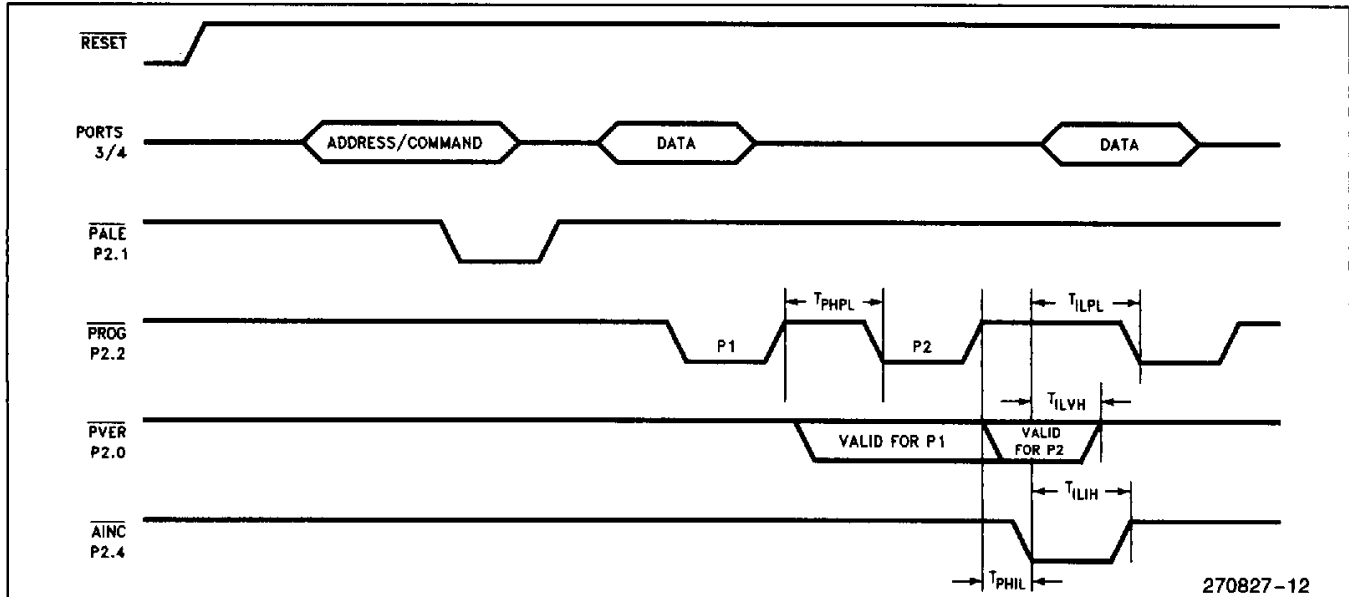 RESET
PORTS
3/4
ADDRESS/COMMAND
DATA
DATA
PALE
P2.1
PROG
P2.2
P1
TPHPL
P2
TILPL
PVER
P2.0
VALID FOR P1
VALID
FOR P2
TILVH
AINC
P2.4
TILIH
TPHIL
270827-12